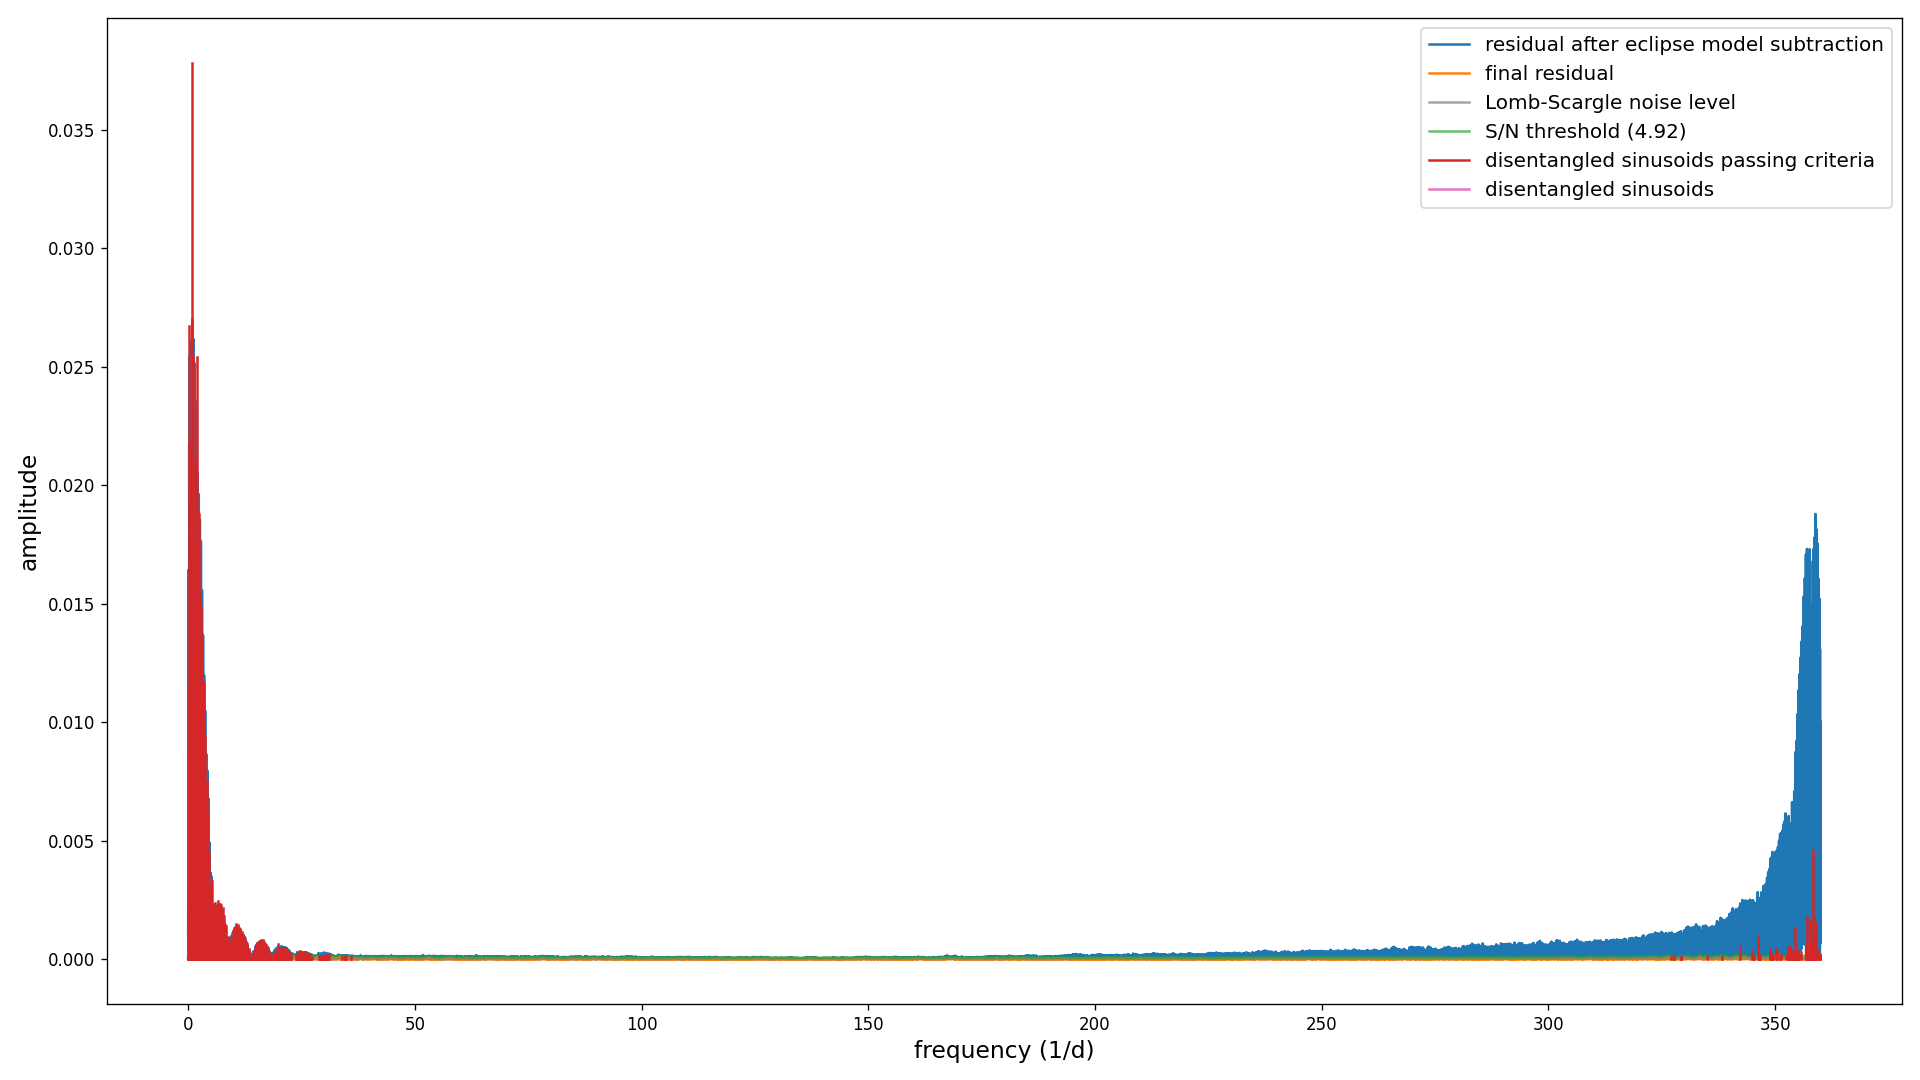 residual after eclipse model subtraction
final residual
Lomb-Scargle noise level
S/N threshold (4.92)
disentangled sinusoids passing criteria
disentangled sinusoids
amplitude
0.035
0.030
0.025
0.020
0.015
0.010
0.005
0.000
0 50 100 150 200 250 300 350
frequency (1/d)